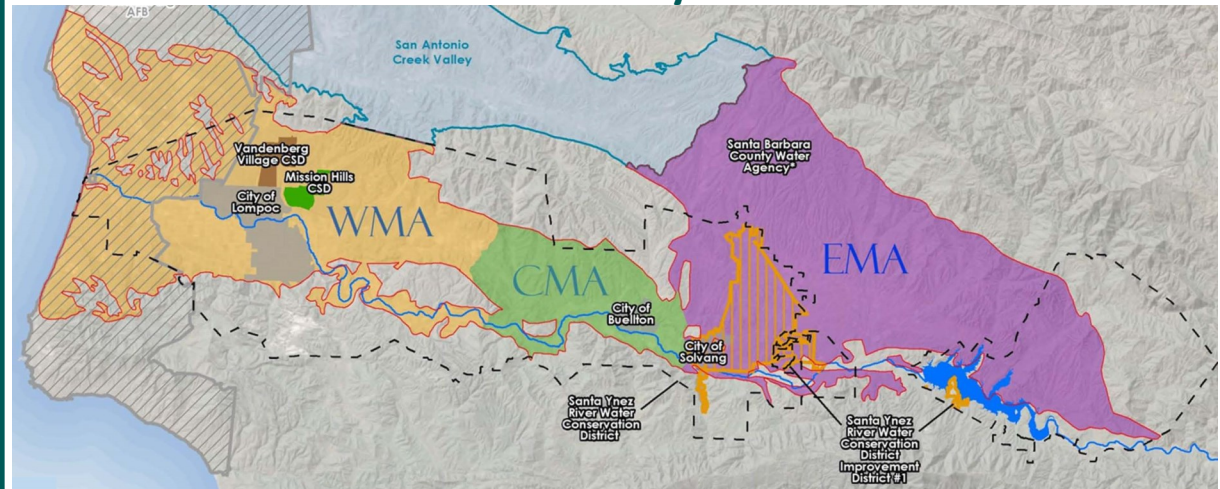 AFB
San Antonio
Creek Valley
Santa Barbara
County Water
Agency*
Vandenberg
Village CSD
Mission Hills
CSD
City of
Lompoc
WMA
CMA
EMA
City of
Buellton
City of
Solvang
Santa Ynez
River Water
Conservation
District
Santa Ynez
River Water
Conservation
District
Improvement
District #1